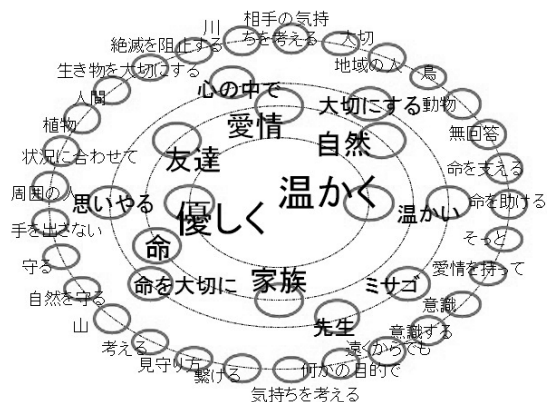 川
相手の気持
ちを考える
大切
絶滅を阻止する
地域の人
生き物を大切にする
心の中で
鳥
人間
愛情
大切にする
動物
植物
友達
自然
無回答
状況に合わせて
命を支える
周囲の人
思いやる
優しく
温かく
温かい
命を助ける
手を出さない
命
そっと
守る
愛情を持って
自然を守る
命を大切に
家族
ミサゴ
意識
山
先生
意識する
考える
遠くからでも
見守り方
繋げる
何かの目的で
気持ちを考える